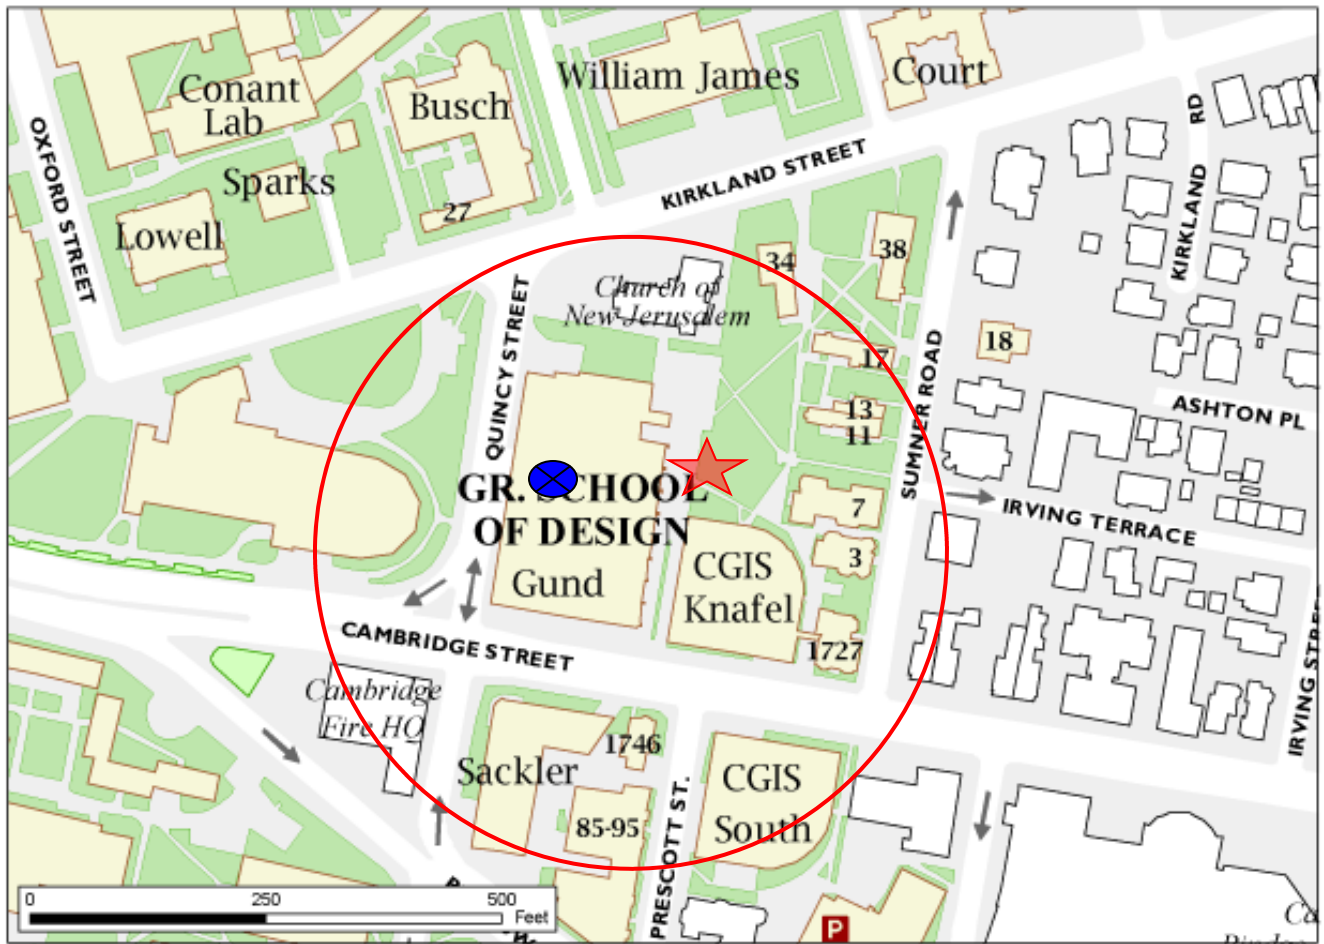 William James
Court
Conant
Lab
Busch
RD
OXFORD STREET
KIRKLAND STREET
Sparks
27
Lowell
KIRKLAND
38
34
Church of
New Jerusalem
QUINCY STREET
18
17
SUMNER ROAD
ASHTON PL
13
11
GR. SCHOOL
OF DESIGN
7
IRVING TERRACE
3
CGIS
Knafel
Gund
CAMBRIDGE STREET
1727
IRVING STREET
Cambridge
Fire HQ
1746
Sackler
CGIS
South
85-95
PRESCOTT ST.
0 250 500
Feet
P